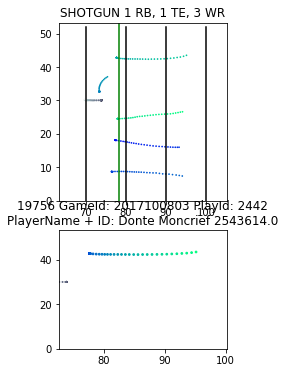 SHOTGUN 1 RB, 1 TE, 3 WR
50
40
30
20
10
0
70 80 90 100
19756 GameId: 2017100803 PlayId: 2442
PlayerName + ID: Donte Moncrief 2543614.0
40
20
0
80 90 100